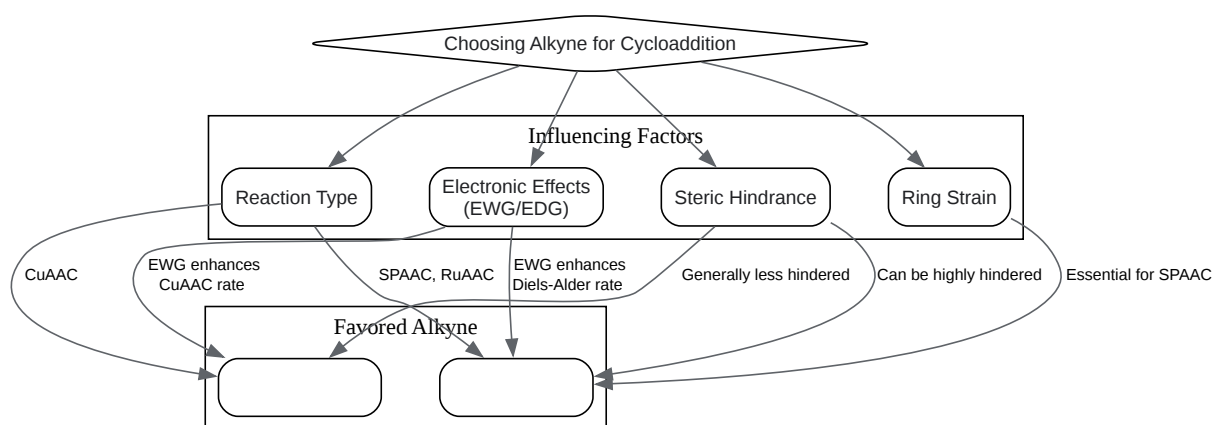 Choosing Alkyne for Cycloaddition
Influencing Factors
Reaction Type
Electronic Effects
(EWG/EDG)
Steric Hindrance
Ring Strain
CuAAC
EWG enhances
CuAAC rate
SPAAC, RuAAC
EWG enhances
Diels-Alder rate
Generally less hindered
Can be highly hindered
Essential for SPAAC
Favored Alkyne